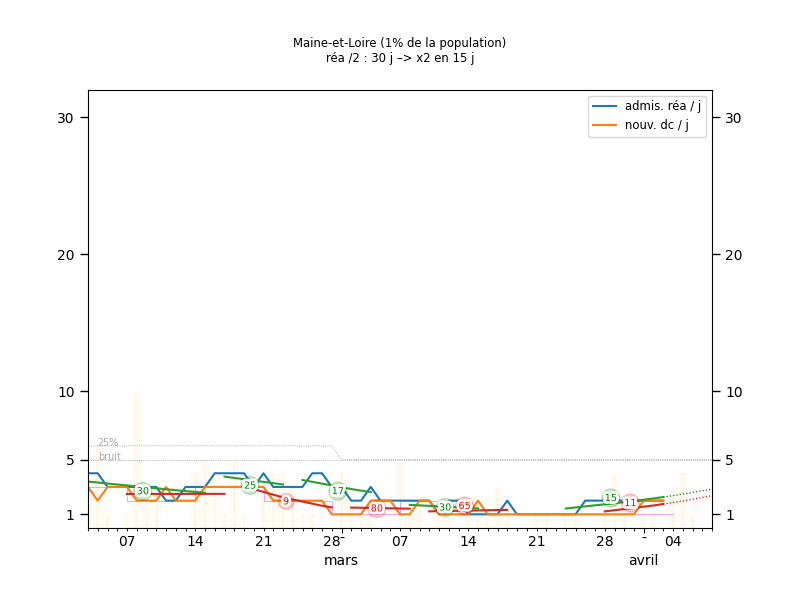 Maine-et-Loire (1% de la population)
réa /2 : 30 j –> x2 en 15 j
admis. réa / j
nouv. dc / j
30 30
20 20
10 10
25%
bruit
5 5
30 25 9 17 80 30 65 15 11
1 1
07 14 21 28 - 07 14 21 28 - 04
mars avril